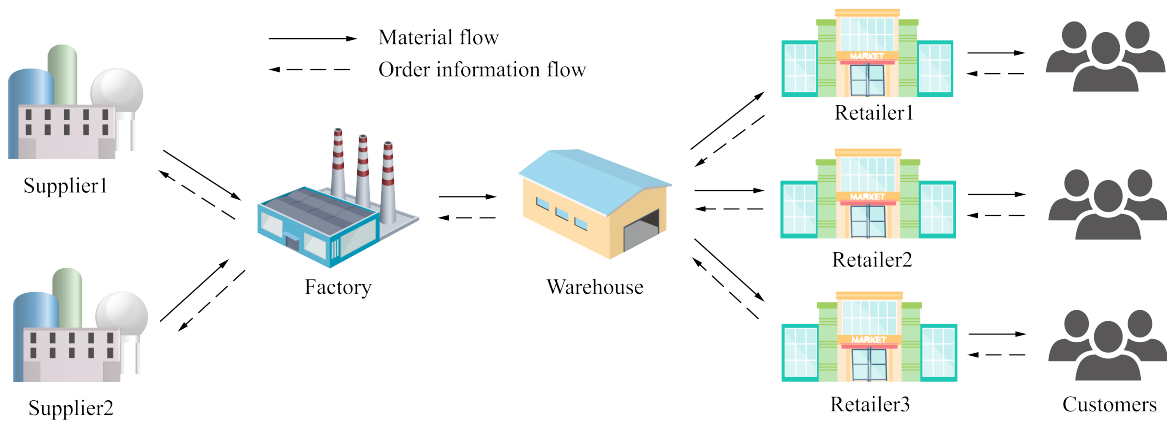 Material flow
Order information flow
Supplier1
Supplier2
Factory
Warehouse
MARKET
Retailer1
MARKET
Retailer2
MARKET
Retailer3
Customers